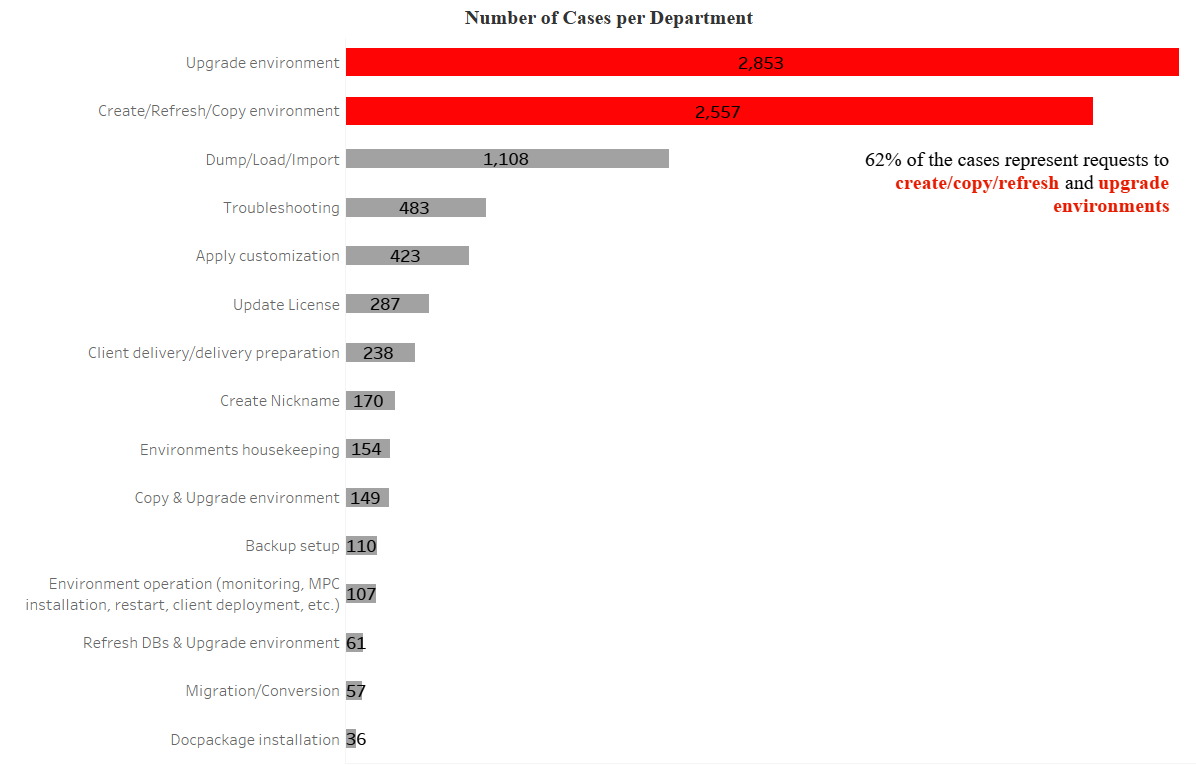 Number of Cases per Department
Upgrade environment 2,853
Create/Refresh/Copy environment 2,557
Dump/Load/Import 1,108
62% of the cases represent requests to
create/copy/refresh and upgrade
environments
Troubleshooting 483
Apply customization 423
Update License 287
Client delivery/delivery preparation 238
Create Nickname 170
Environments housekeeping 154
Copy & Upgrade environment 149
Backup setup 110
Environment operation (monitoring, MPC
installation, restart, client deployment, etc.) 107
Refresh DBs & Upgrade environment 61
Migration/Conversion 57
Docpackage installation 36